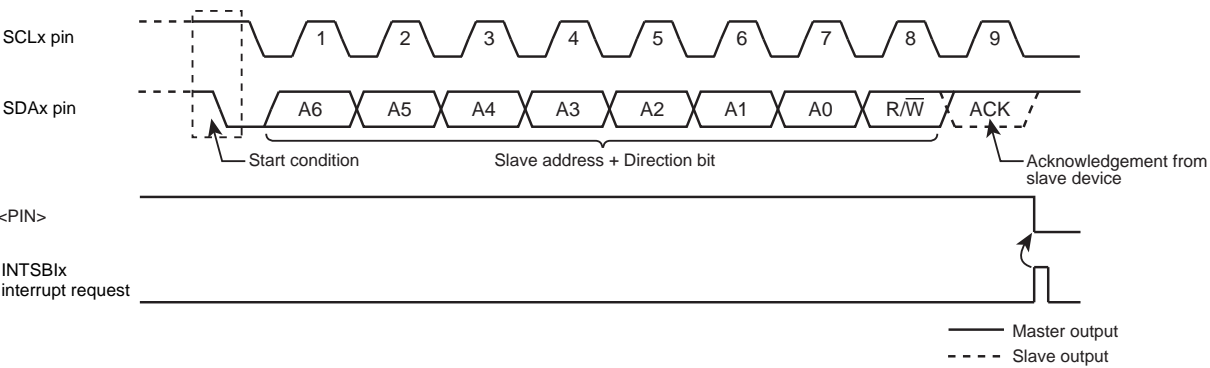 SCLx pin
1 2 3 4 5 6 7 8 9
SDAx pin
A6 A5 A4 A3 A2 A1 A0 R/W̅ ACK
Start condition
Slave address + Direction bit
Acknowledgement from
slave device
<PIN>
INTSBIx
interrupt request
Master output
Slave output